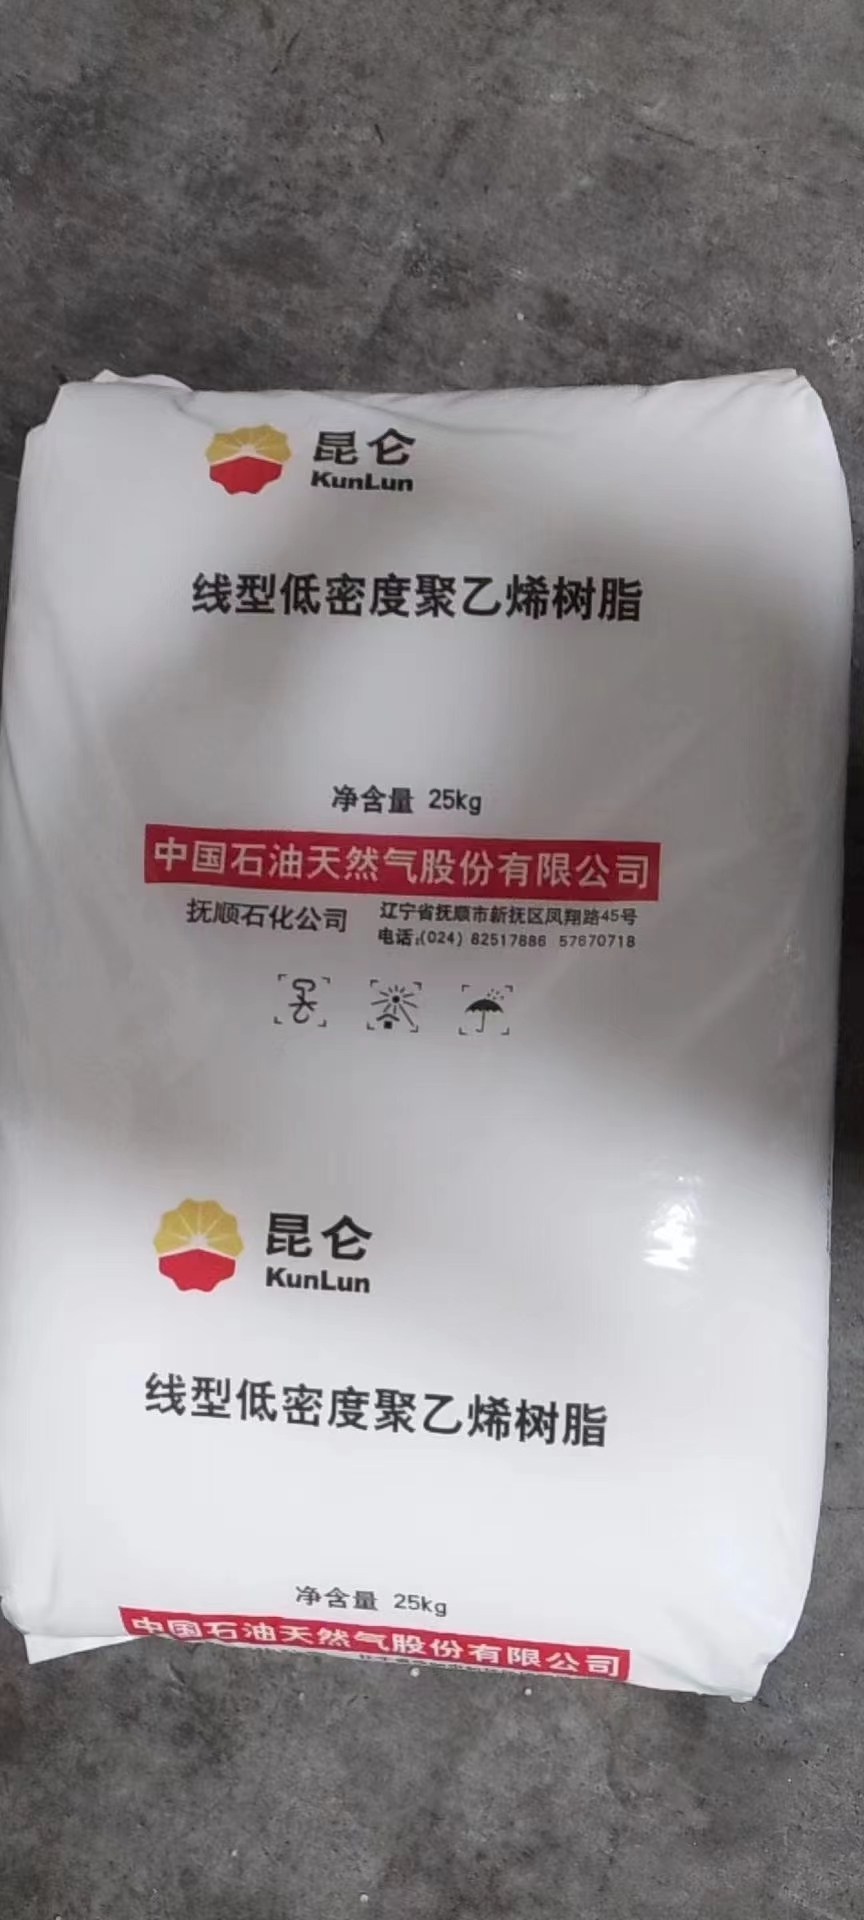 昆仑
KunLun
线型低密度聚乙烯树脂
净含量 25kg
中国石油天然气股份有限公司
抚顺石化公司
辽宁省抚顺市新抚区凤翔路45号
电话:(024) 82517886 57670718
昆仑
KunLun
线型低密度聚乙烯树脂
净含量 25kg
中国石油天然气股份有限公司